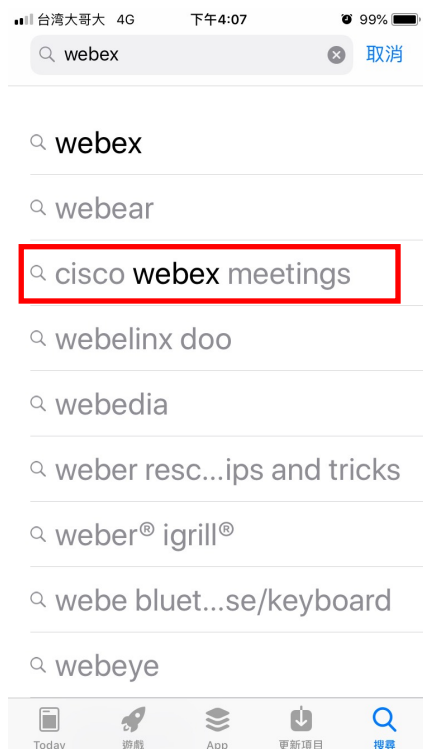 台灣大哥大 4G 下午4:07 99%
webex 取消
webex
webear
cisco webex meetings
webelinx doo
webedia
weber resc...ips and tricks
weber® igrill®
webe bluet...se/keyboard
webeye
Today 遊戲 App 更新項目 搜尋